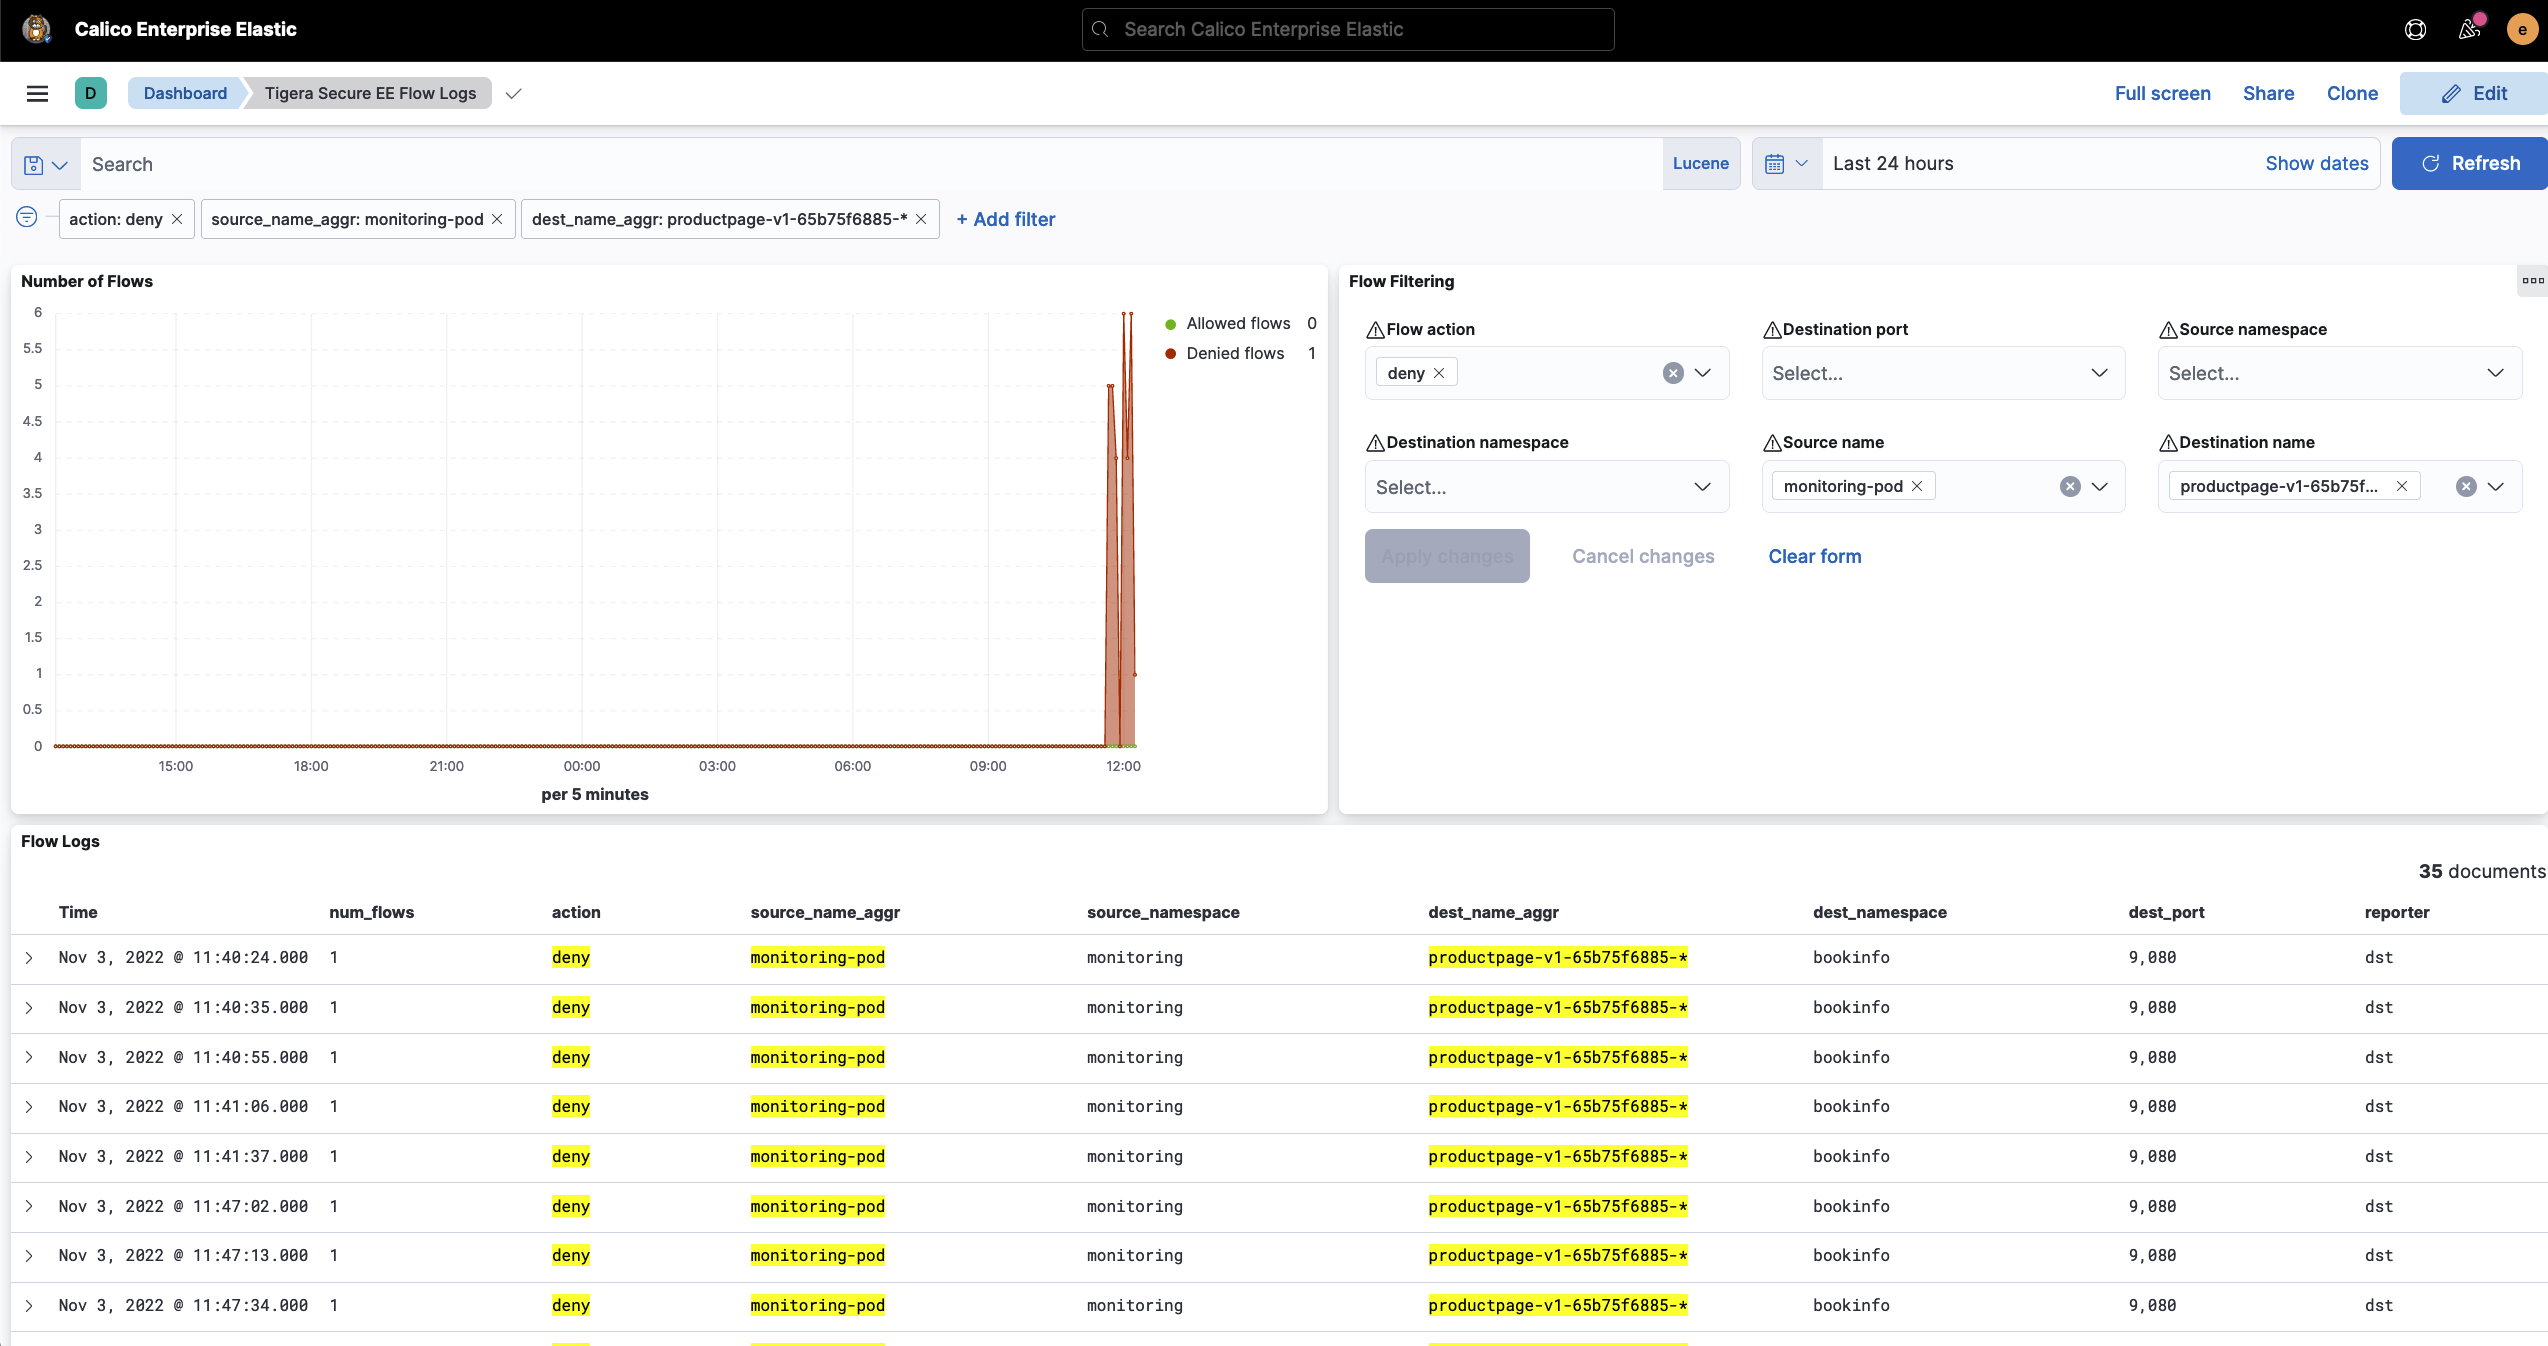 Calico Enterprise Elastic
Search Calico Enterprise Elastic
e
D
Dashboard
Tigera Secure EE Flow Logs
Full screen
Share
Clone
Edit
Search
Lucene
Last 24 hours
Show dates
Refresh
action: deny
source_name_aggr: monitoring-pod
dest_name_aggr: productpage-v1-65b75f6885-*
+ Add filter
Number of Flows
6
5.5
5
4.5
4
3.5
3
2.5
2
1.5
1
0.5
0
15:00 18:00 21:00 00:00 03:00 06:00 09:00 12:00
per 5 minutes
Allowed flows 0
Denied flows 1
Flow Filtering
Flow action
deny
Destination port
Select...
Source namespace
Select...
Destination namespace
Select...
Source name
monitoring-pod
Destination name
productpage-v1-65b75f...
Apply changes
Cancel changes
Clear form
Flow Logs
35 documents
Time num_flows action source_name_aggr source_namespace dest_name_aggr dest_namespace dest_port reporter
Nov 3, 2022 @ 11:40:24.000 1 deny monitoring-pod monitoring productpage-v1-65b75f6885-* bookinfo 9,080 dst
Nov 3, 2022 @ 11:40:35.000 1 deny monitoring-pod monitoring productpage-v1-65b75f6885-* bookinfo 9,080 dst
Nov 3, 2022 @ 11:40:55.000 1 deny monitoring-pod monitoring productpage-v1-65b75f6885-* bookinfo 9,080 dst
Nov 3, 2022 @ 11:41:06.000 1 deny monitoring-pod monitoring productpage-v1-65b75f6885-* bookinfo 9,080 dst
Nov 3, 2022 @ 11:41:37.000 1 deny monitoring-pod monitoring productpage-v1-65b75f6885-* bookinfo 9,080 dst
Nov 3, 2022 @ 11:47:02.000 1 deny monitoring-pod monitoring productpage-v1-65b75f6885-* bookinfo 9,080 dst
Nov 3, 2022 @ 11:47:13.000 1 deny monitoring-pod monitoring productpage-v1-65b75f6885-* bookinfo 9,080 dst
Nov 3, 2022 @ 11:47:34.000 1 deny monitoring-pod monitoring productpage-v1-65b75f6885-* bookinfo 9,080 dst